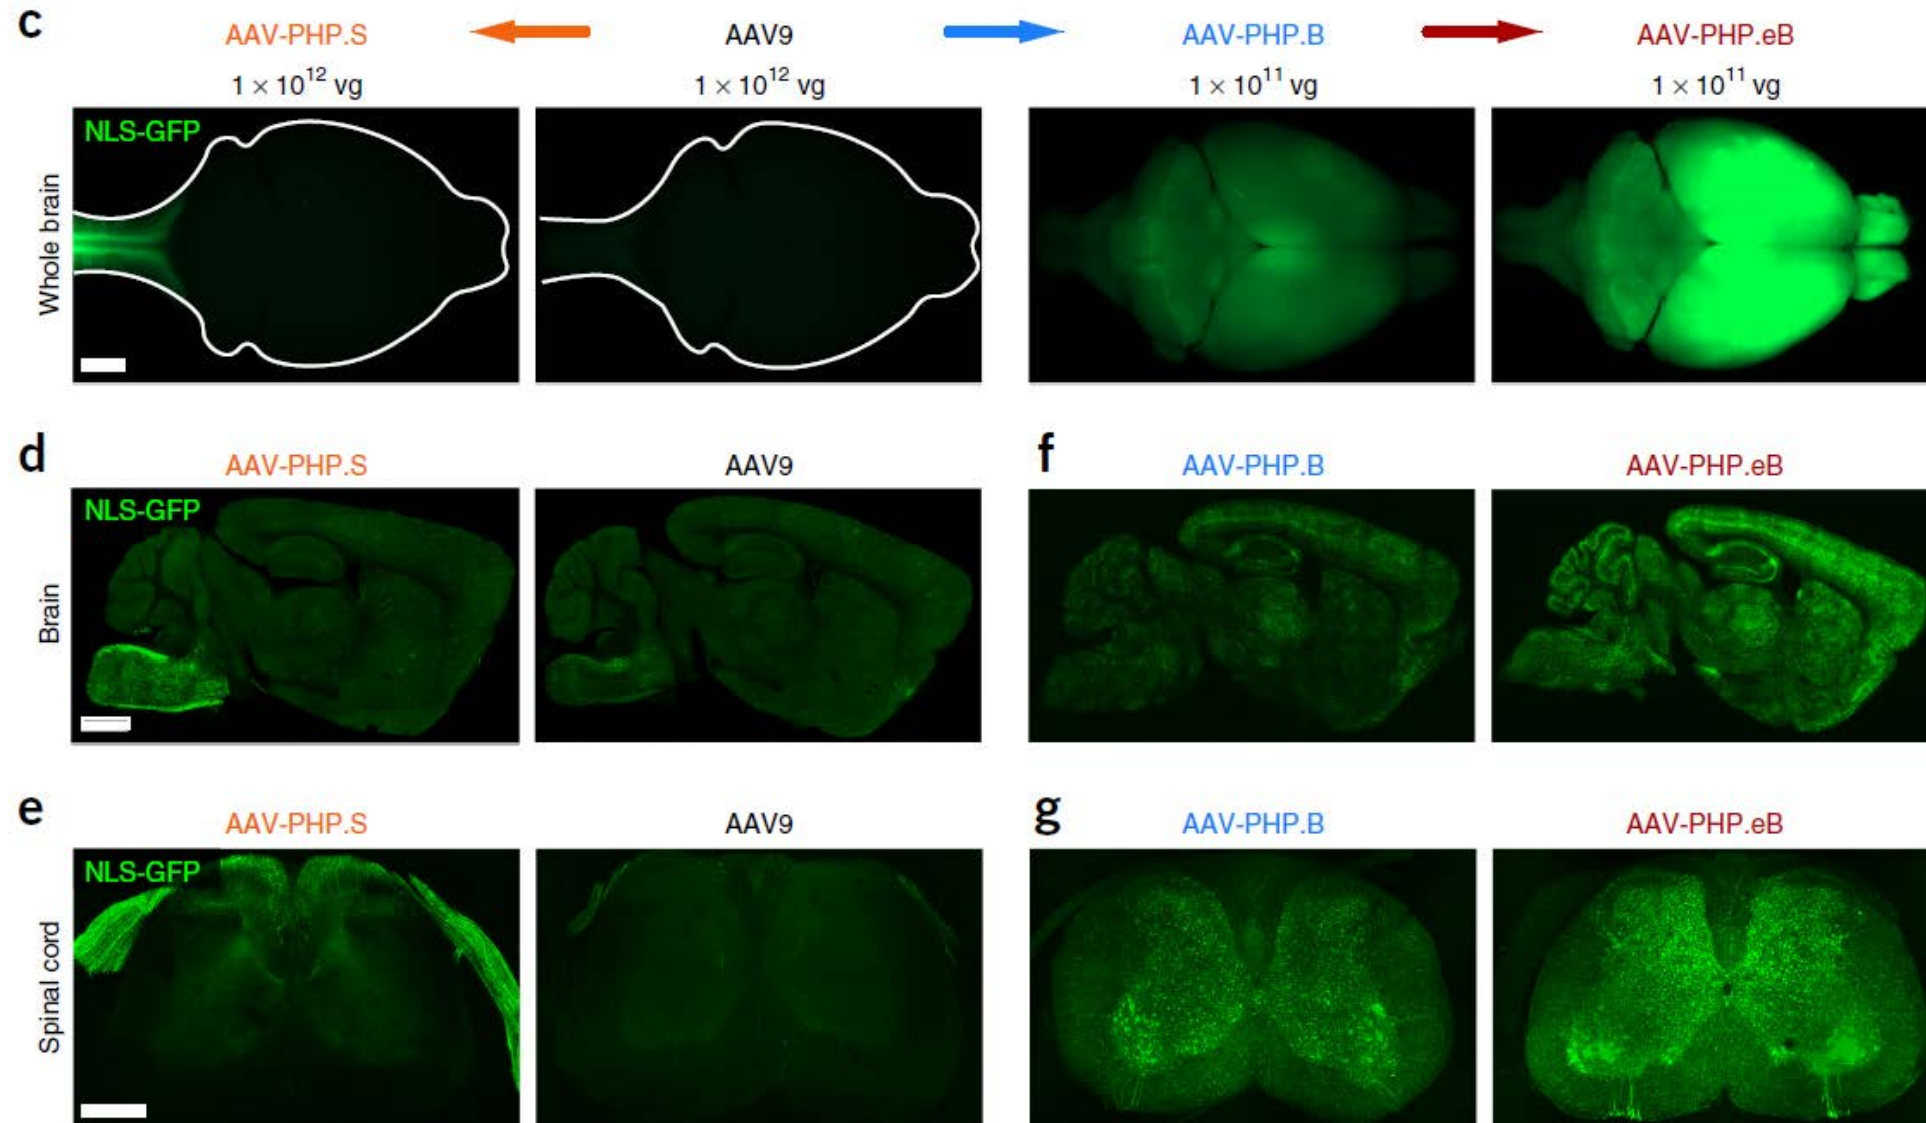 c
AAV-PHP.S AAV9 AAV-PHP.B AAV-PHP.eB
1 × 10¹² vg 1 × 10¹² vg 1 × 10¹¹ vg 1 × 10¹¹ vg
Whole brain
NLS-GFP
d
AAV-PHP.S AAV9
Brain
NLS-GFP
f
AAV-PHP.B AAV-PHP.eB
e
AAV-PHP.S AAV9
Spinal cord
NLS-GFP
g
AAV-PHP.B AAV-PHP.eB